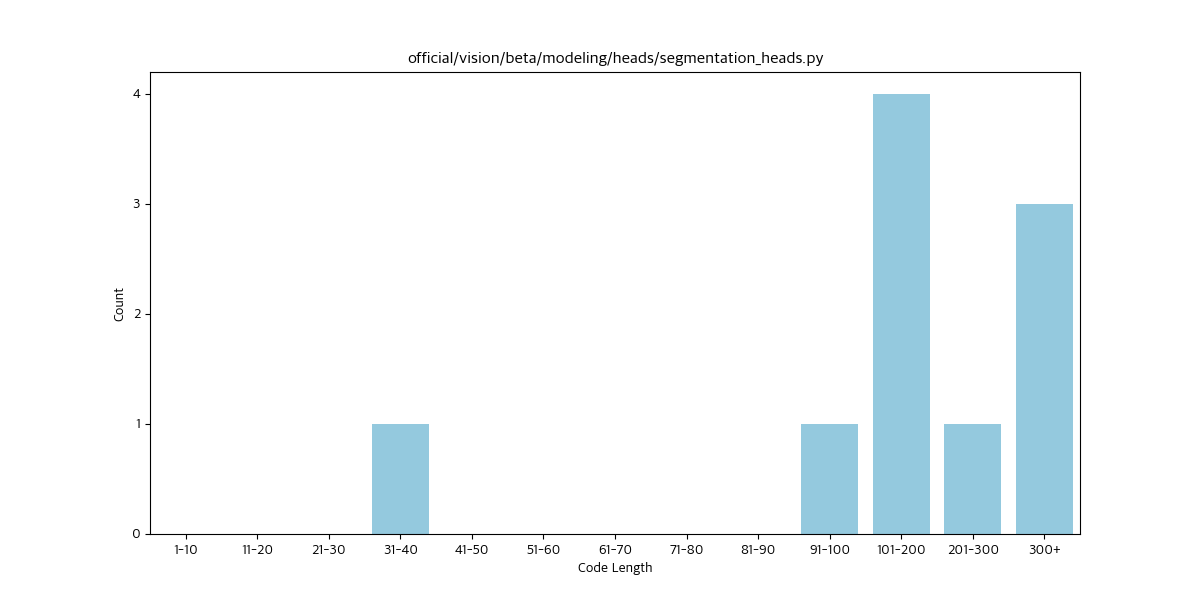 official/vision/beta/modeling/heads/segmentation_heads.py
Count
4
3
2
1
0
1-10 11-20 21-30 31-40 41-50 51-60 61-70 71-80 81-90 91-100 101-200 201-300 300+
Code Length